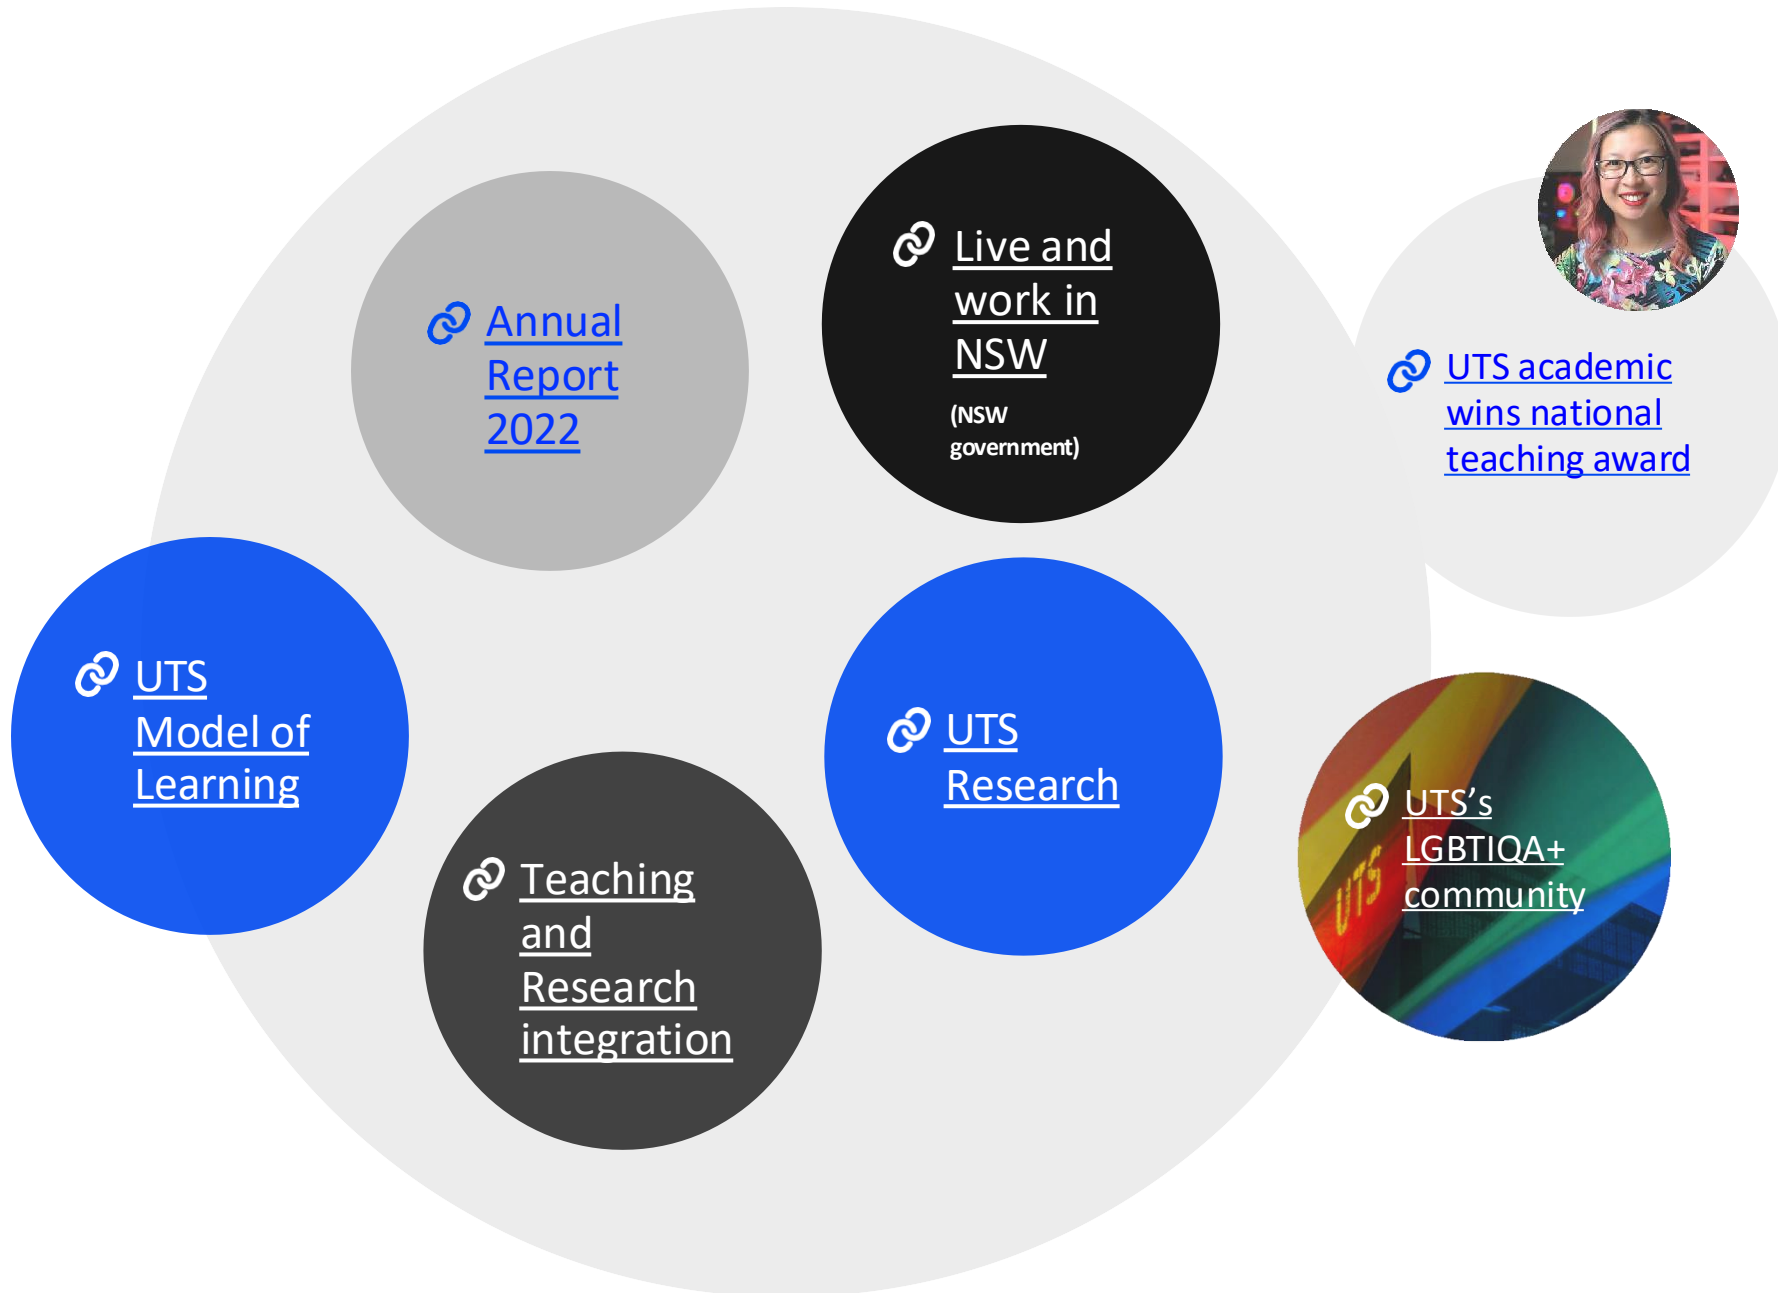 Annual
Report
2022
Live and
work in
NSW
(NSW
government)
UTS academic
wins national
teaching award
UTS
Model of
Learning
Teaching
and
Research
integration
UTS
Research
UTS’s
LGBTIQA+
community
UTS